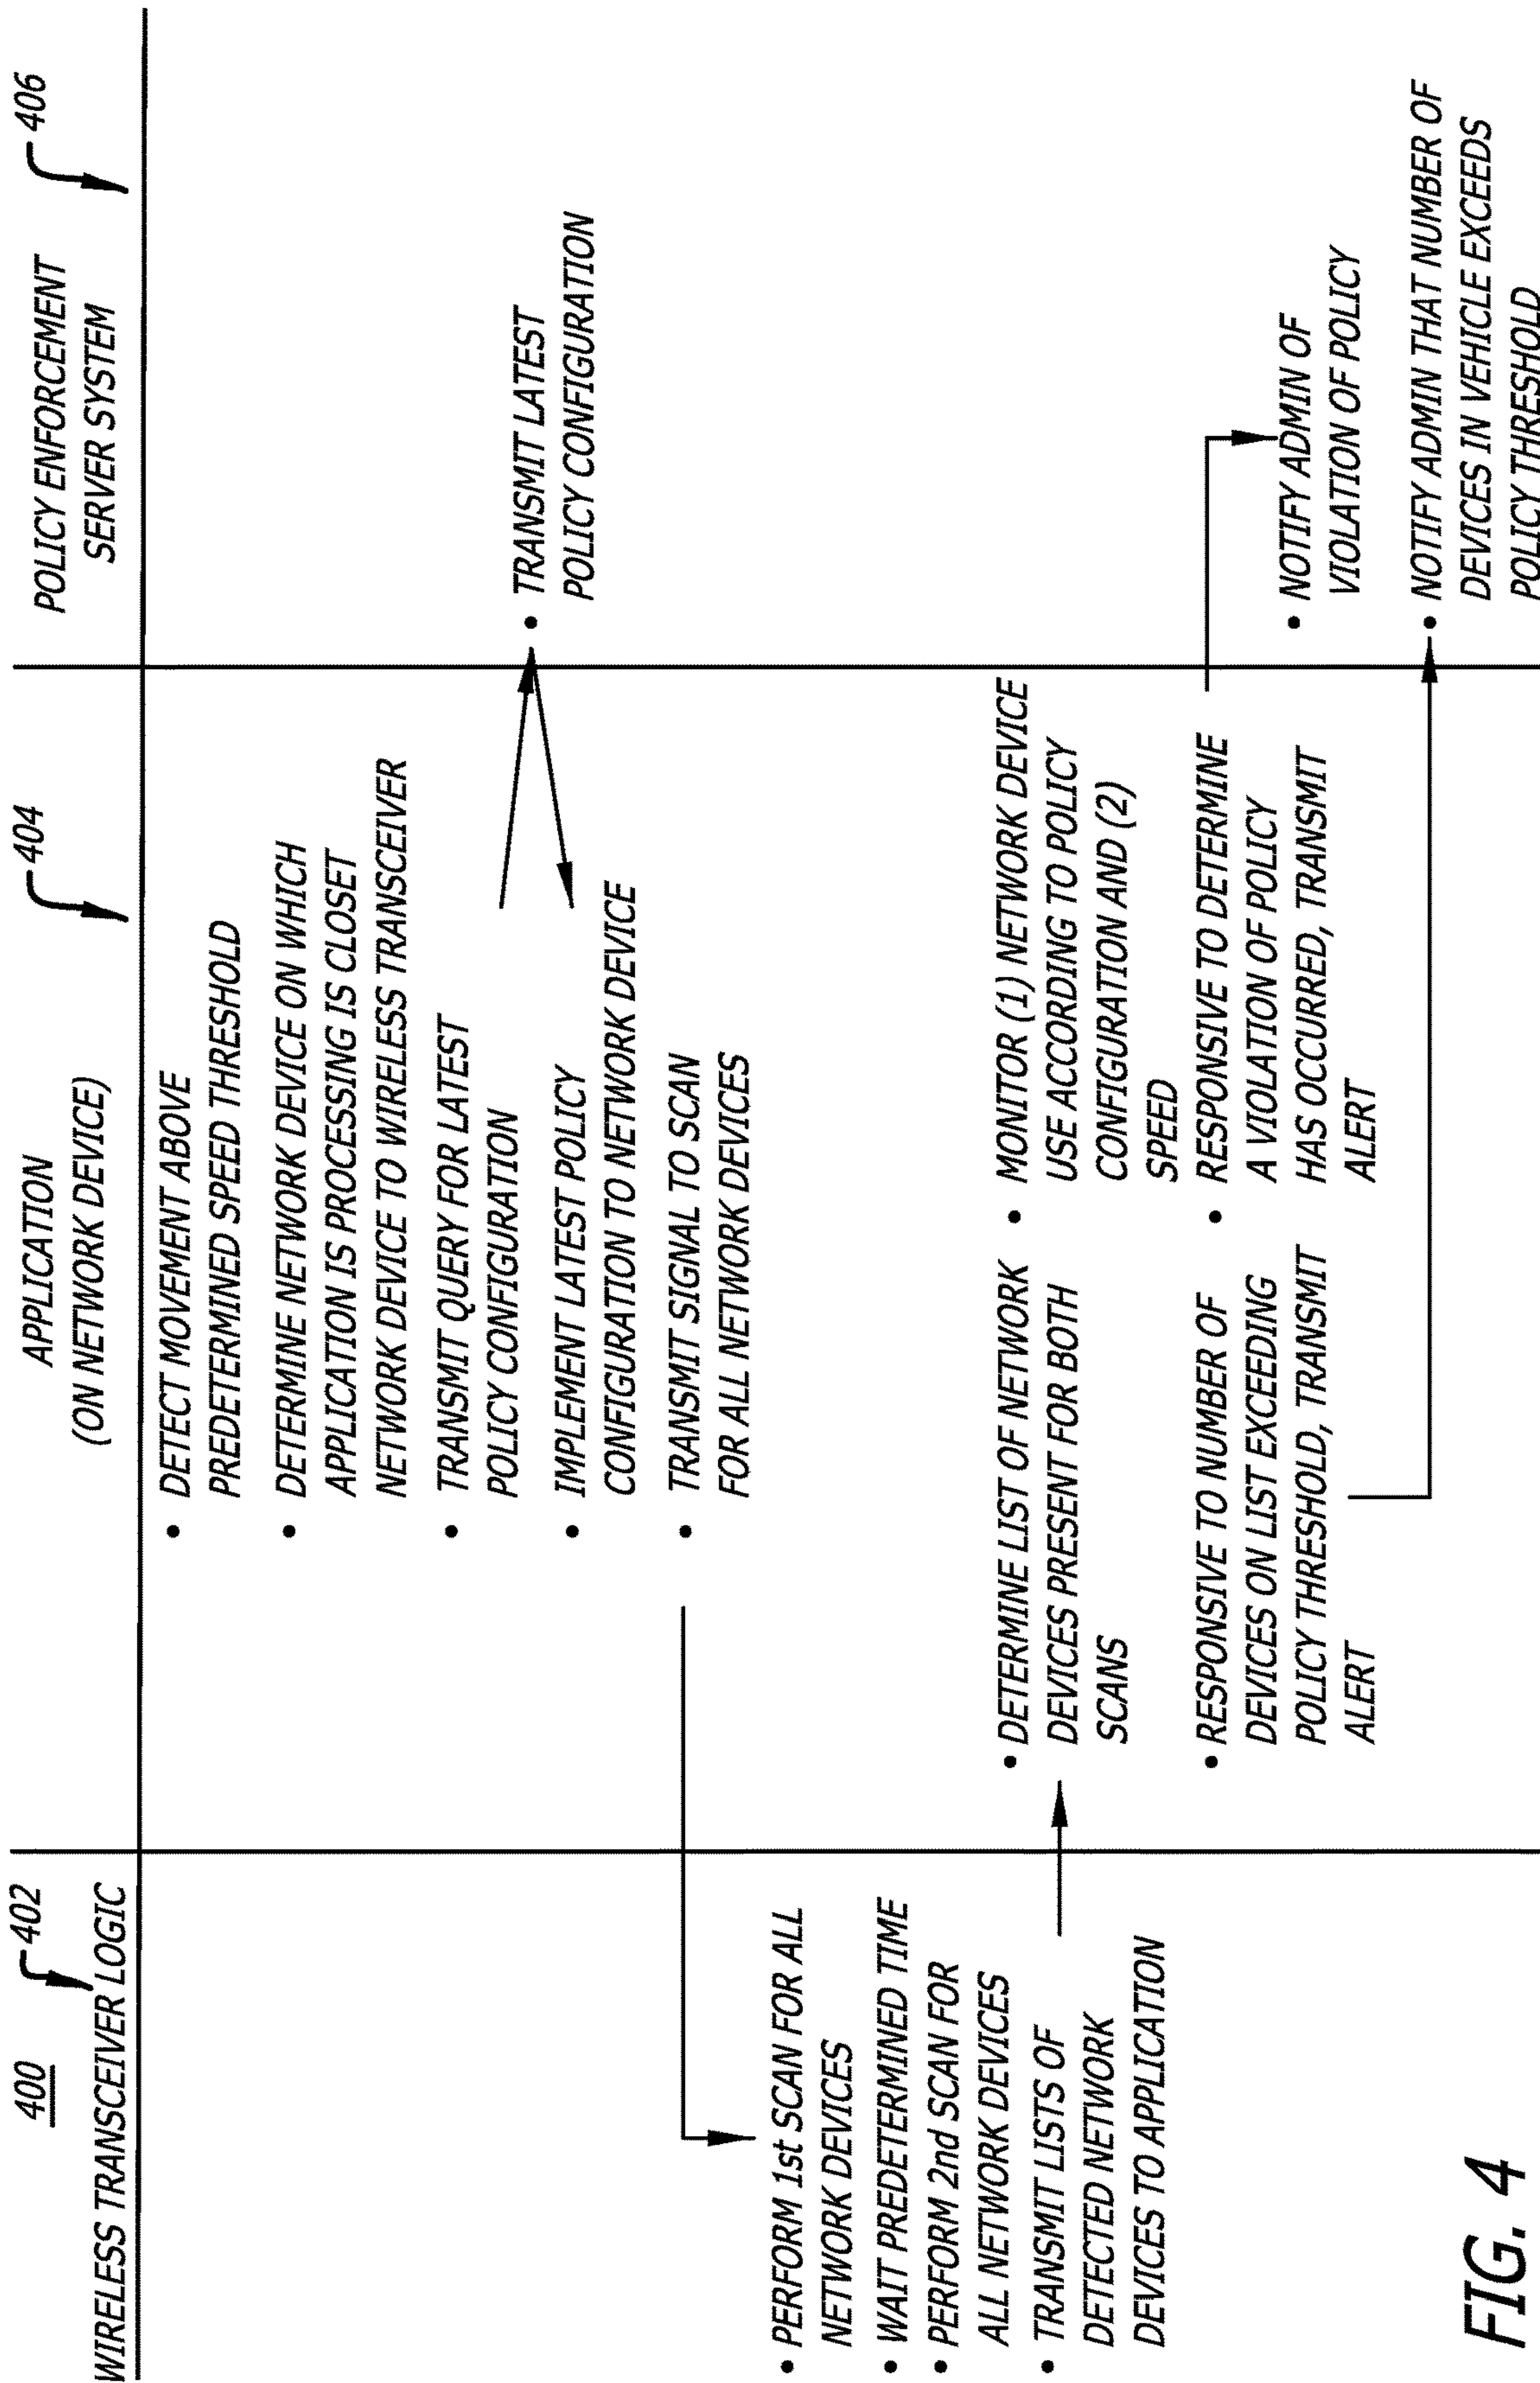 400
402
WIRELESS TRANSCEIVER LOGIC
404
APPLICATION
(ON NETWORK DEVICE)
406
POLICY ENFORCEMENT
SERVER SYSTEM
• DETECT MOVEMENT ABOVE
PREDETERMINED SPEED THRESHOLD
• DETERMINE NETWORK DEVICE ON WHICH
APPLICATION IS PROCESSING IS CLOSET
NETWORK DEVICE TO WIRELESS TRANSCEIVER
• TRANSMIT QUERY FOR LATEST
POLICY CONFIGURATION
• TRANSMIT LATEST
POLICY CONFIGURATION
• IMPLEMENT LATEST POLICY
CONFIGURATION TO NETWORK DEVICE
• TRANSMIT SIGNAL TO SCAN
FOR ALL NETWORK DEVICES
• PERFORM 1st SCAN FOR ALL
NETWORK DEVICES
• WAIT PREDETERMINED TIME
• PERFORM 2nd SCAN FOR
ALL NETWORK DEVICES
• TRANSMIT LISTS OF
DETECTED NETWORK
DEVICES TO APPLICATION
• DETERMINE LIST OF NETWORK
DEVICES PRESENT FOR BOTH
SCANS
• RESPONSIVE TO NUMBER OF
DEVICES ON LIST EXCEEDING
POLICY THRESHOLD, TRANSMIT
ALERT
• MONITOR (1) NETWORK DEVICE
USE ACCORDING TO POLICY
CONFIGURATION AND (2)
SPEED
• RESPONSIVE TO DETERMINE
A VIOLATION OF POLICY
HAS OCCURRED, TRANSMIT
ALERT
• NOTIFY ADMIN OF
VIOLATION OF POLICY
• NOTIFY ADMIN THAT NUMBER OF
DEVICES IN VEHICLE EXCEEDS
POLICY THRESHOLD
FIG. 4